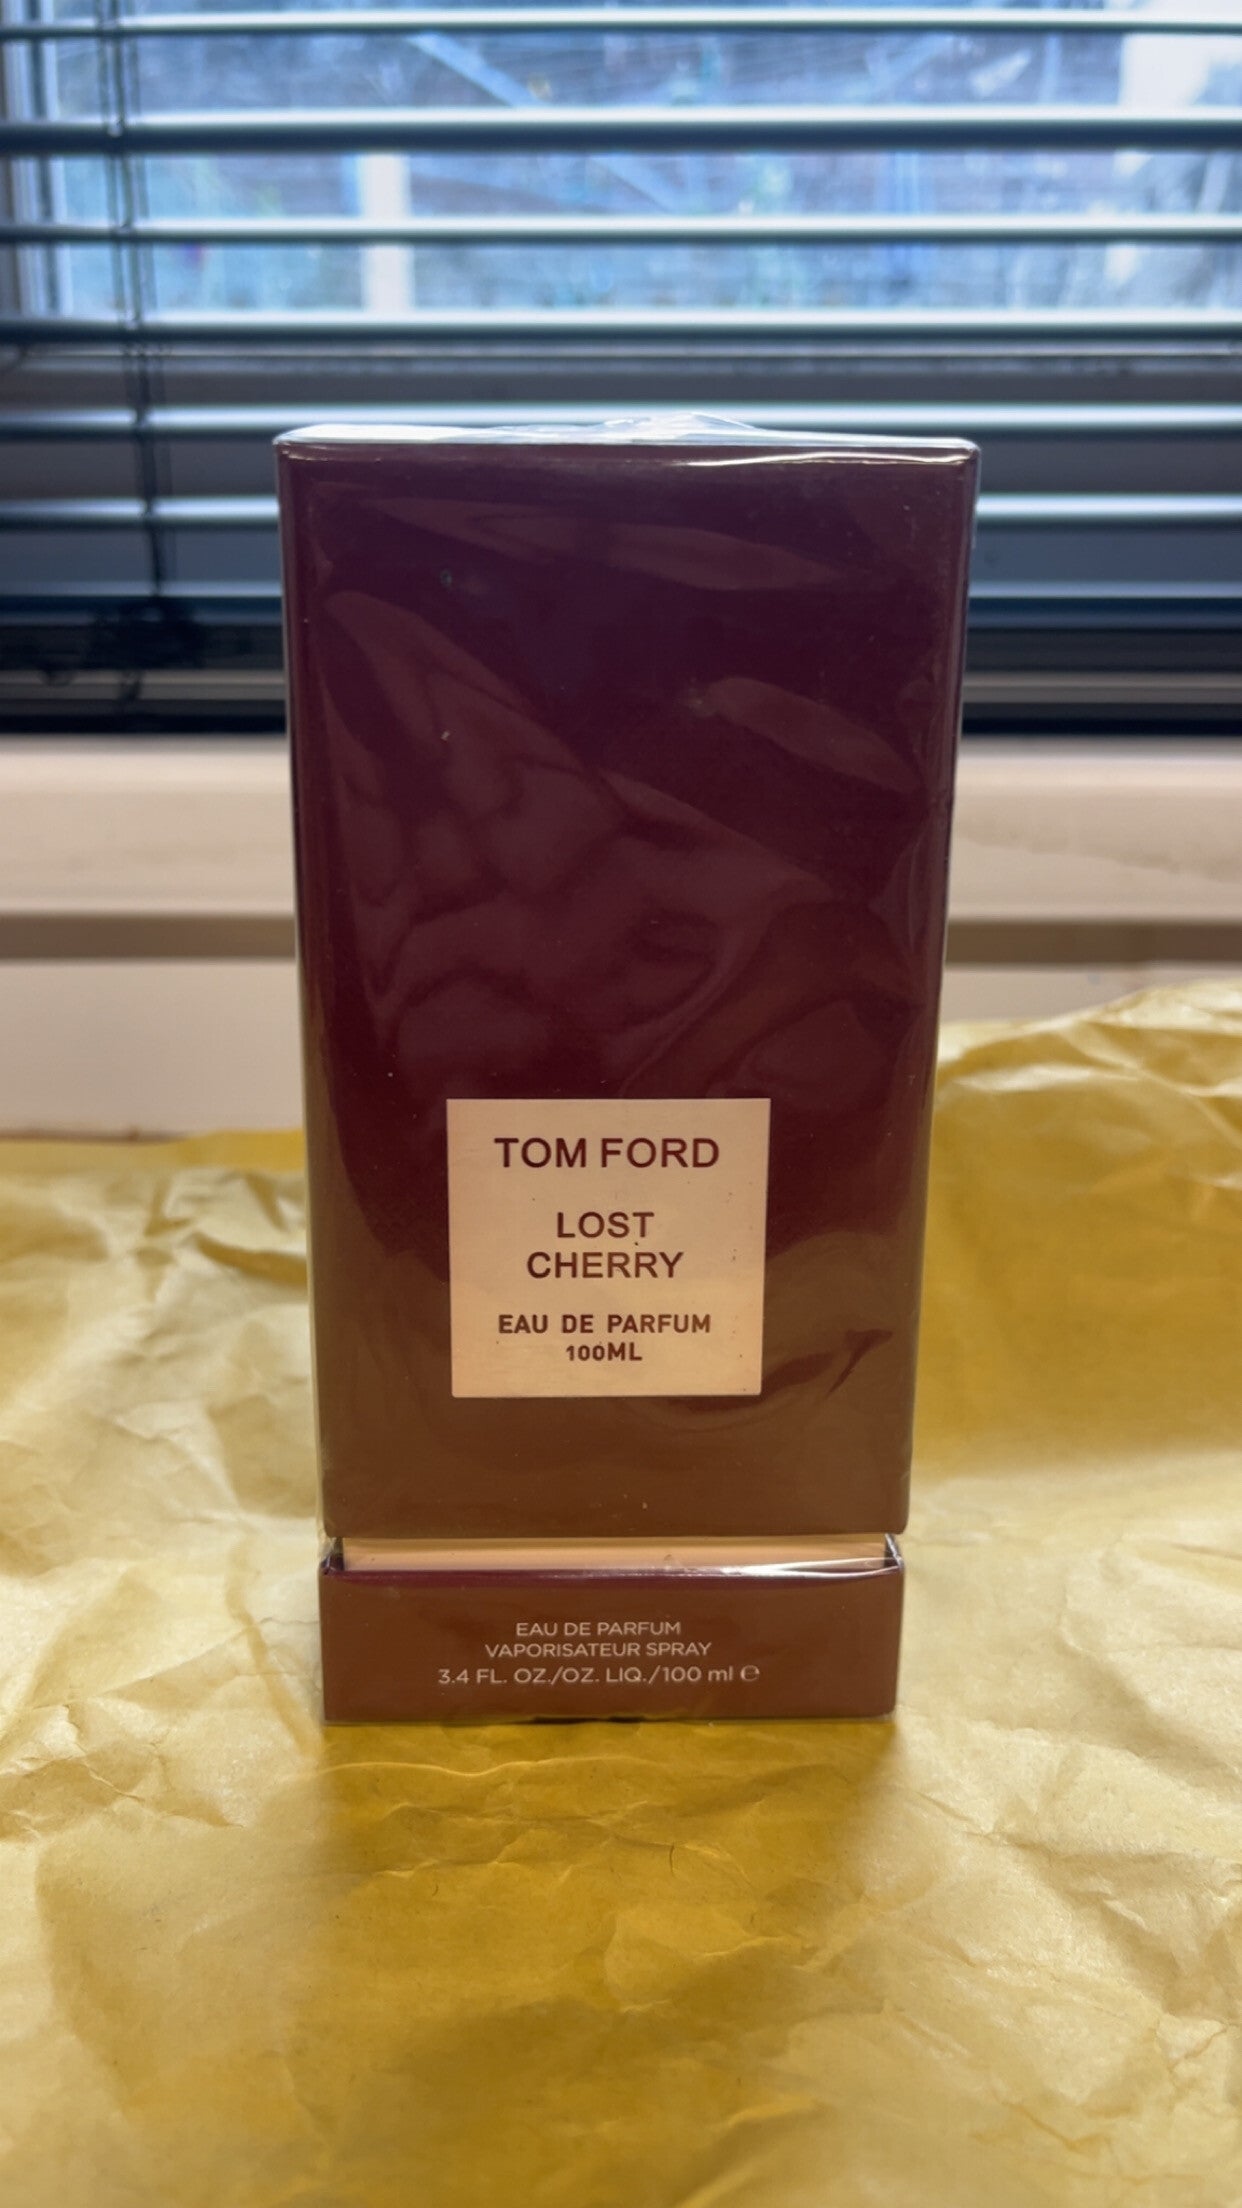 TOM FORD
LOST
CHERRY
EAU DE PARFUM
100ML
EAU DE PARFUM
VAPORISATEUR SPRAY
3.4 FL. OZ./OZ. LIQ./100 ml ℮